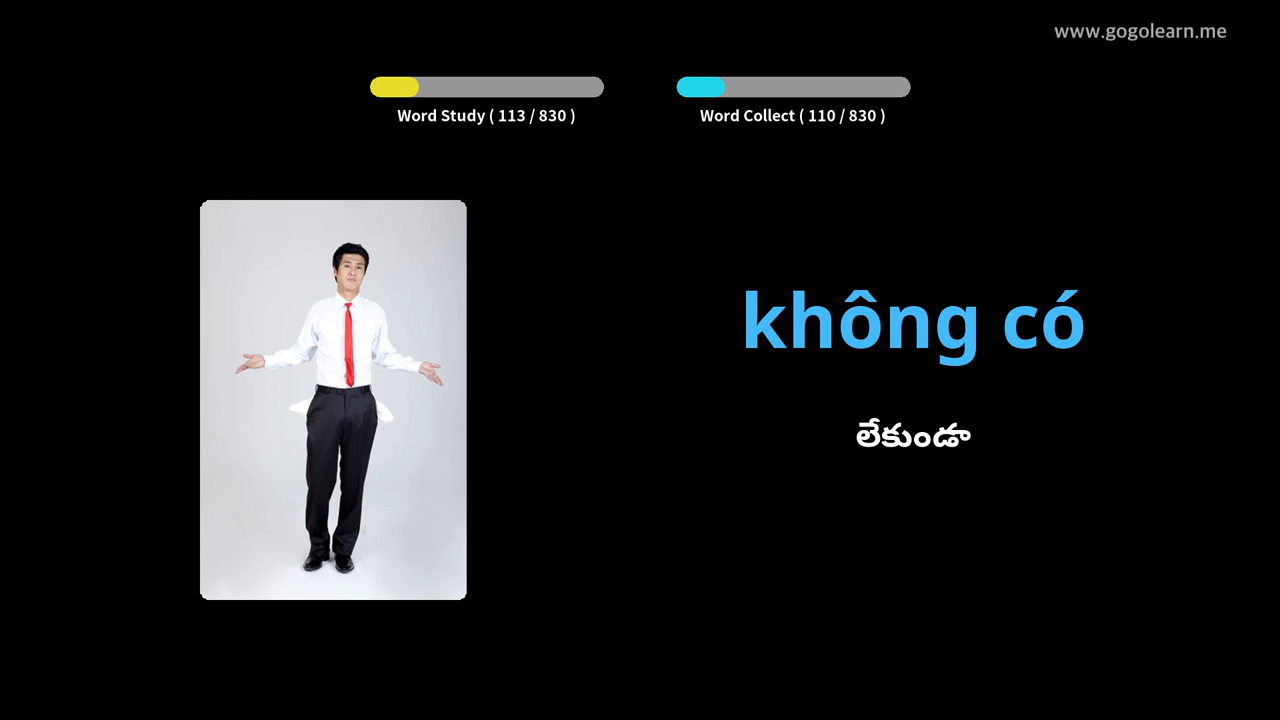 www.gogolearn.me
Word Study ( 113 / 830 )
Word Collect ( 110 / 830 )
không có
లేకుండా